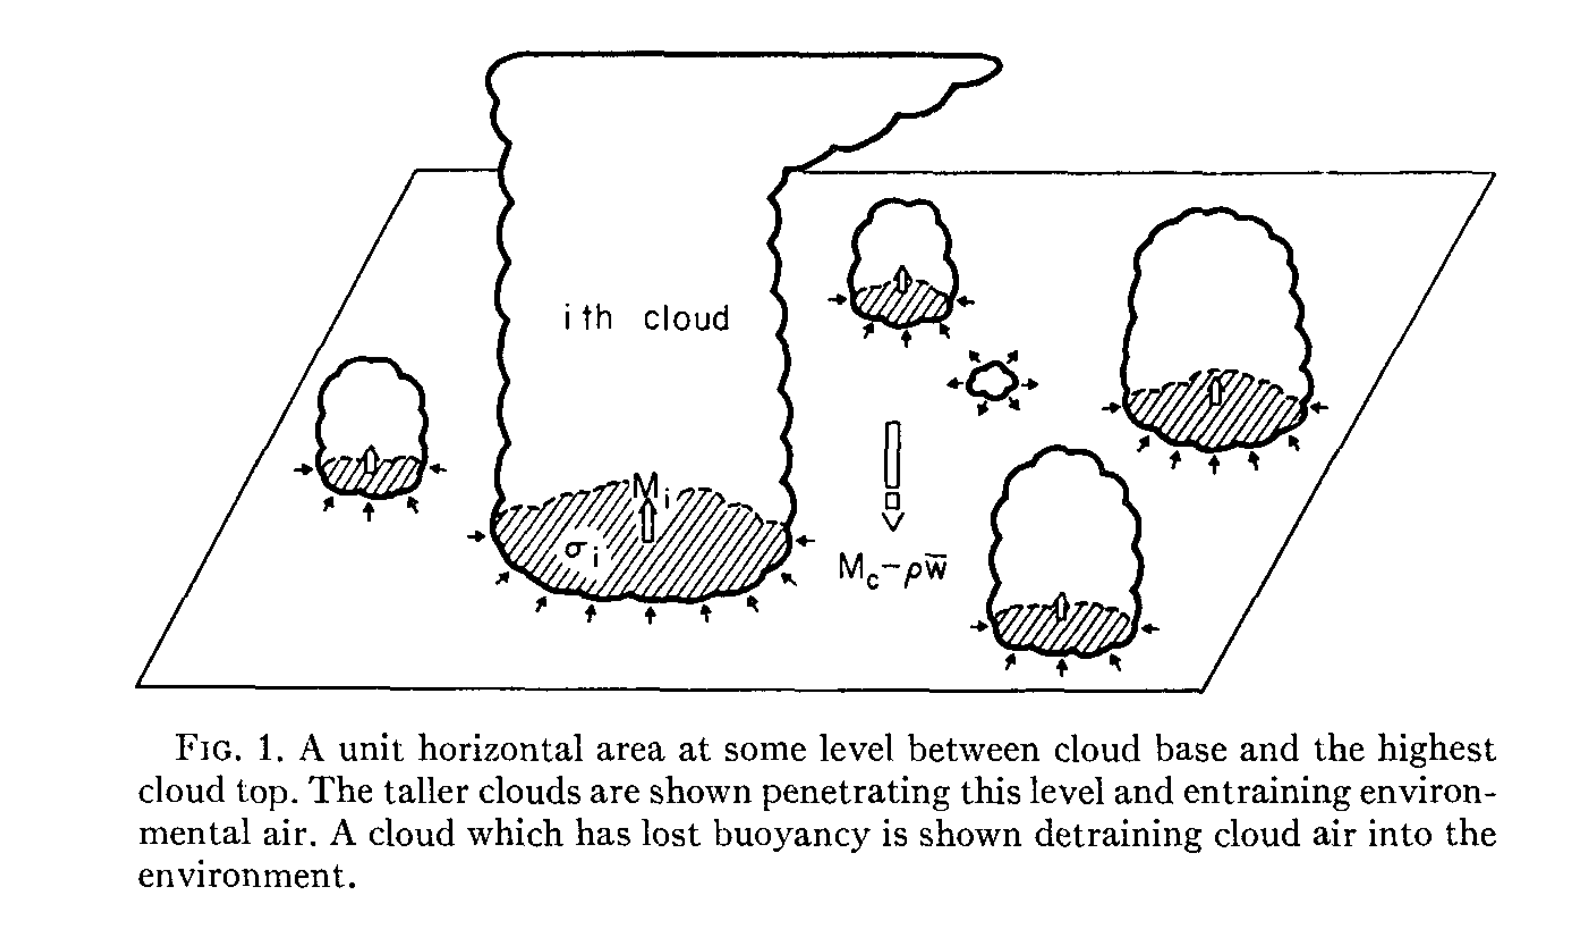 i th cloud
M_i
σ_i
M_c-ρw̅
FIG. 1. A unit horizontal area at some level between cloud base and the highest
cloud top. The taller clouds are shown penetrating this level and entraining environ-
mental air. A cloud which has lost buoyancy is shown detraining cloud air into the
environment.